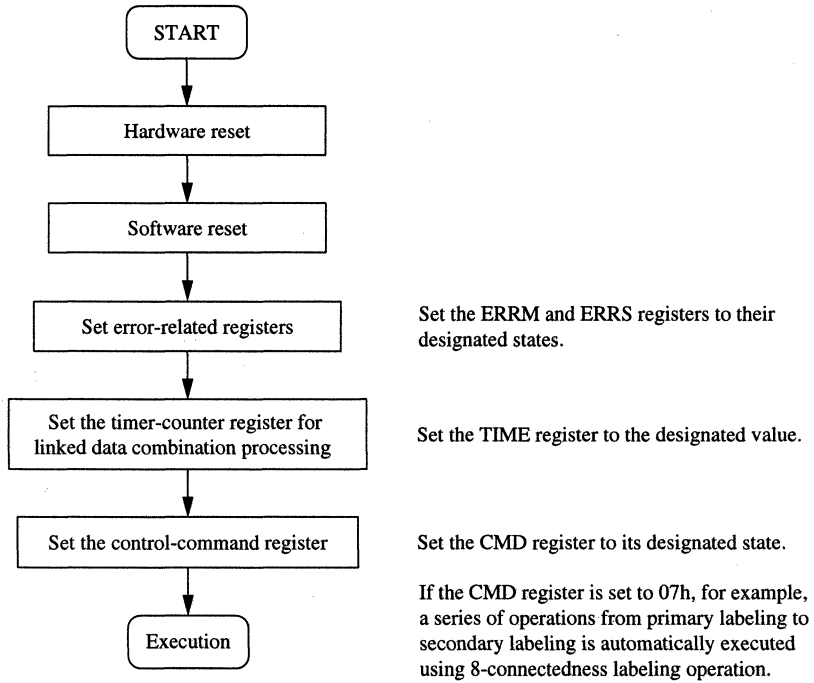 START
Hardware reset
Software reset
Set error-related registers
Set the ERRM and ERRS registers to their
designated states.
Set the timer-counter register for
linked data combination processing
Set the TIME register to the designated value.
Set the control-command register
Set the CMD register to its designated state.
If the CMD register is set to 07h, for example,
a series of operations from primary labeling to
secondary labeling is automatically executed
using 8-connectedness labeling operation.
Execution